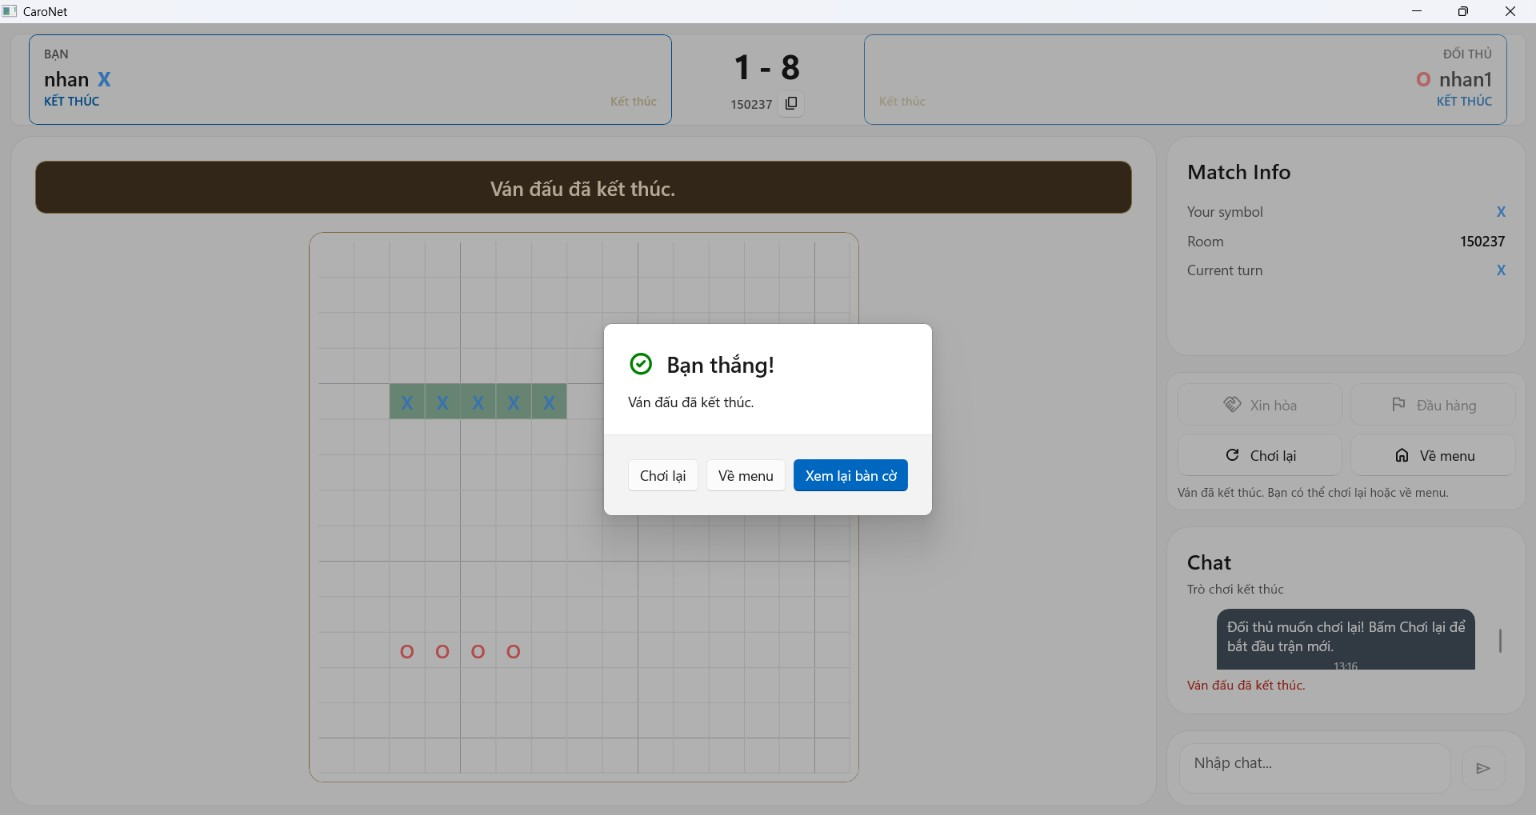 CaroNet
BẠN
nhan X
KẾT THÚC
Kết thúc
1 - 8
150237
ĐỐI THỦ
O nhan1
Kết thúc
KẾT THÚC
Ván đấu đã kết thúc.
X X X X X
O O O O
Bạn thắng!
Ván đấu đã kết thúc.
Chơi lại
Về menu
Xem lại bàn cờ
Match Info
Your symbol X
Room 150237
Current turn X
Xin hòa
Đầu hàng
Chơi lại
Về menu
Ván đã kết thúc. Bạn có thể chơi lại hoặc về menu.
Chat
Trò chơi kết thúc
Đối thủ muốn chơi lại! Bấm Chơi lại để
bắt đầu trận mới.
13:16
Ván đấu đã kết thúc.
Nhập chat...